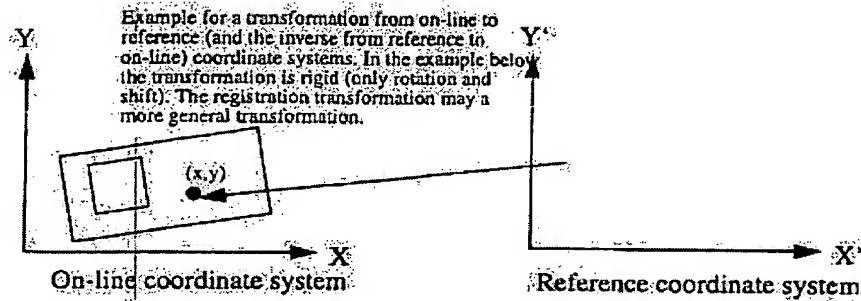 Example for a transformation from on-line to
reference (and the inverse from reference to
on-line) coordinate systems. In the example below
the transformation is rigid (only rotation and
shift). The registration transformation may a
more general transformation.
Y
Y'
(x,y)
X
X'
On-line coordinate system
Reference coordinate system